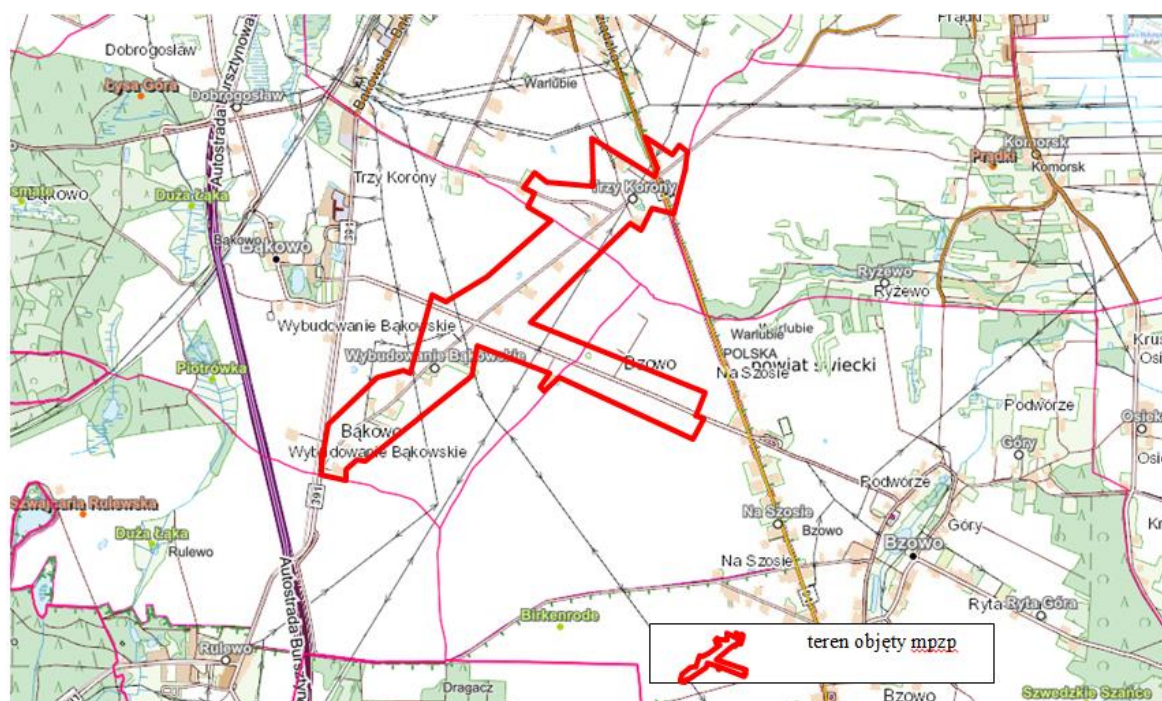 Prądki
Dobrogosław
Łysa Góra
Dobrogosław
Warlubie
Autostrada Bursztynowa
Komorsk
Prądki
Komorsk
Trzy Korony
Trzy Korony
Bąkowo
Duża Łąka
391
Bąkowo
Bąkowo
Ryżewo
Ryżewo
Wybudowanie Bąkowskie
Warlubie
Warlubie
POLSKA
Wybudowanie Bąkowskie
Bzowo
powiat świecki
Na Szosie
Piotrówka
Podwórze
Bąkowo
Góry
Wybudowanie Bąkowskie
Podwórze
391
Szwajcaria Rulewska
Na Szosie
Góry
Duża Łąka
Bzowo
Rulewo
Bzowo
Na Szosie
Autostrada Bursztyno
Ryta Góra
Birkenrode
teren objęty mpzp
Rulewo
Dragacz
Bzowo
Szwedzkie Szańce